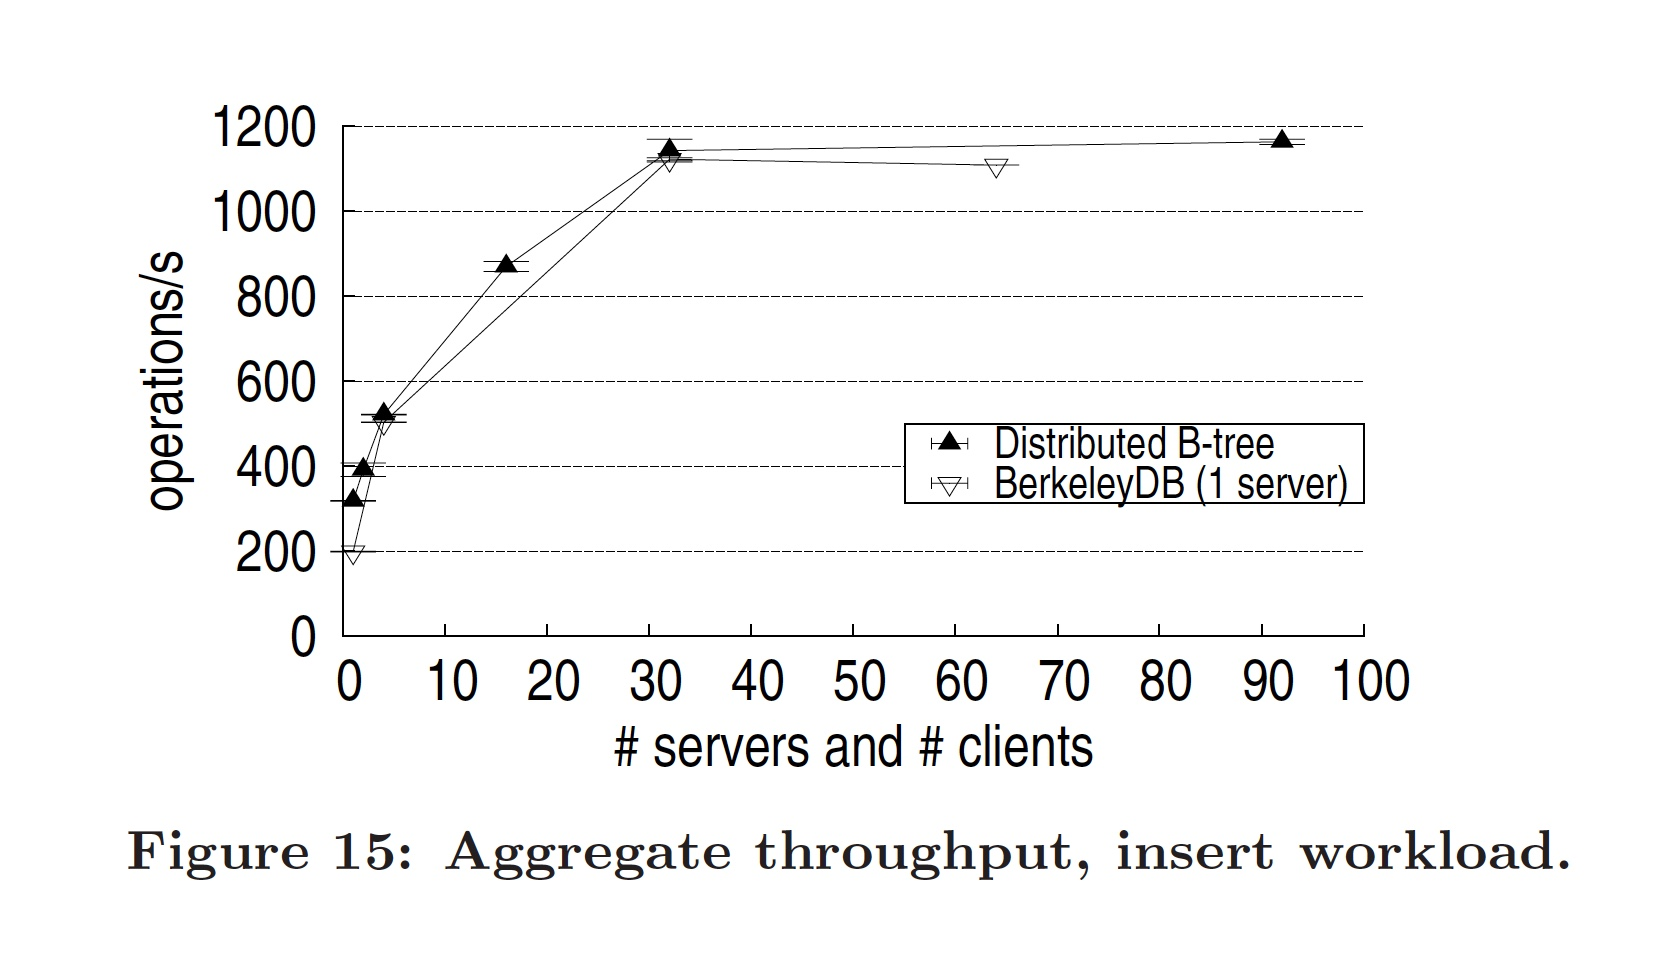 1200
1000
800
600
400
200
0
operations/s
Distributed B-tree
BerkeleyDB (1 server)
0 10 20 30 40 50 60 70 80 90 100
# servers and # clients
Figure 15: Aggregate throughput, insert workload.